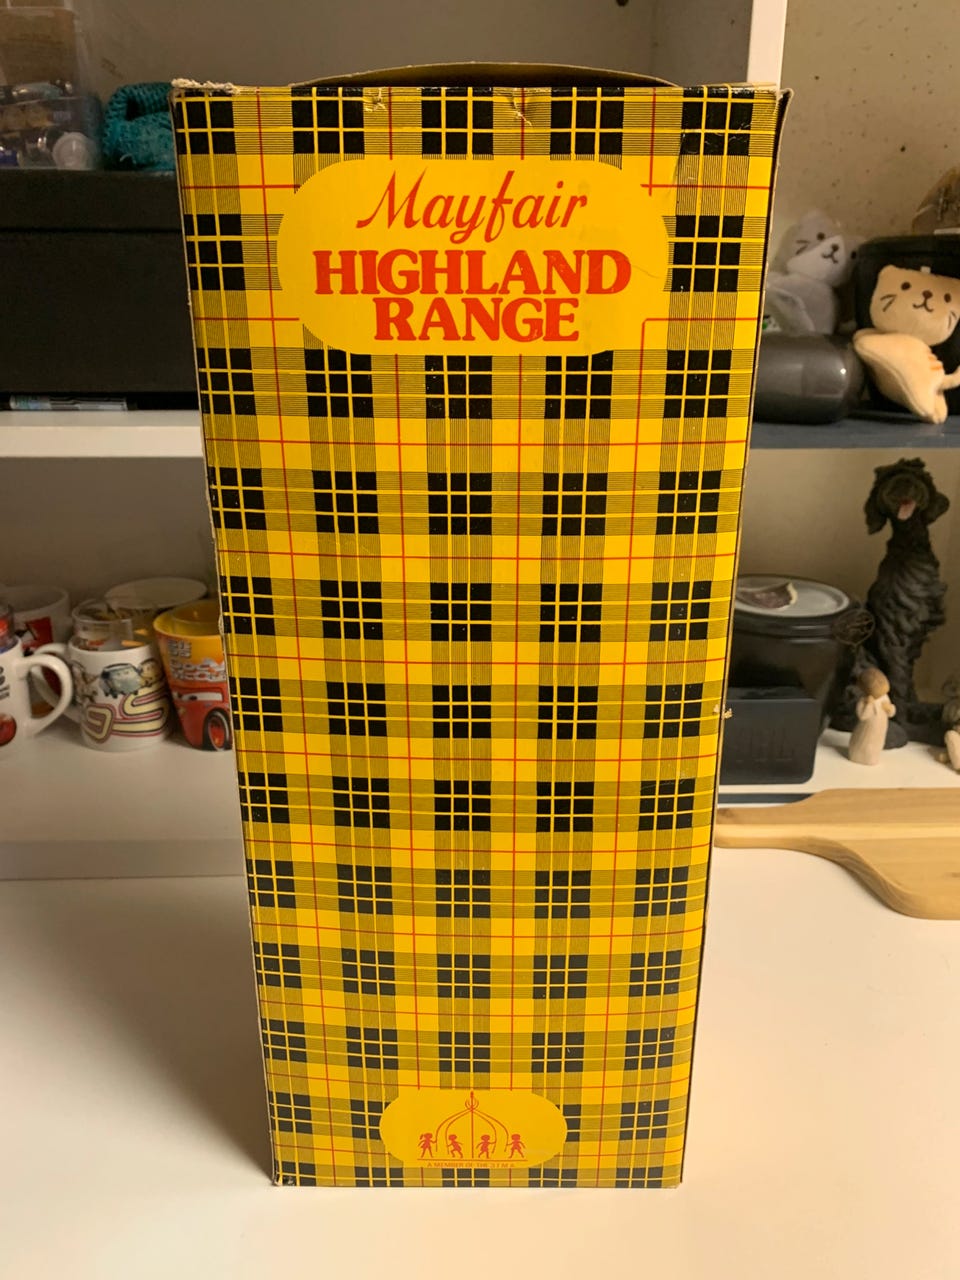 Mayfair
HIGHLAND
RANGE
A MEMBER OF THE